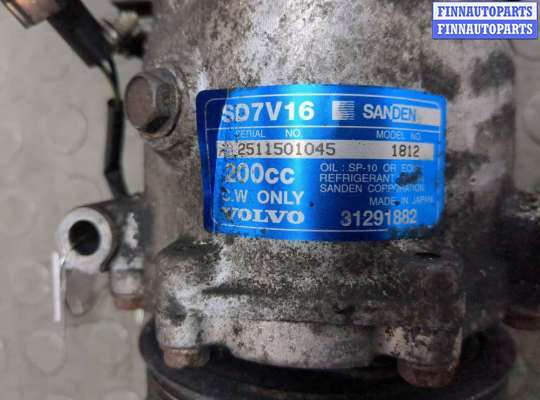 FINNAUTOPARTS
FINNAUTOPARTS
SD7V16 SANDEN
SERIAL NO. MODEL NO.
2511501045 1812
200cc OIL: SP-10 OR
REFRIGERANT
C.W ONLY SANDEN CORPORATION
MADE IN JAPAN
VOLVO 31291882